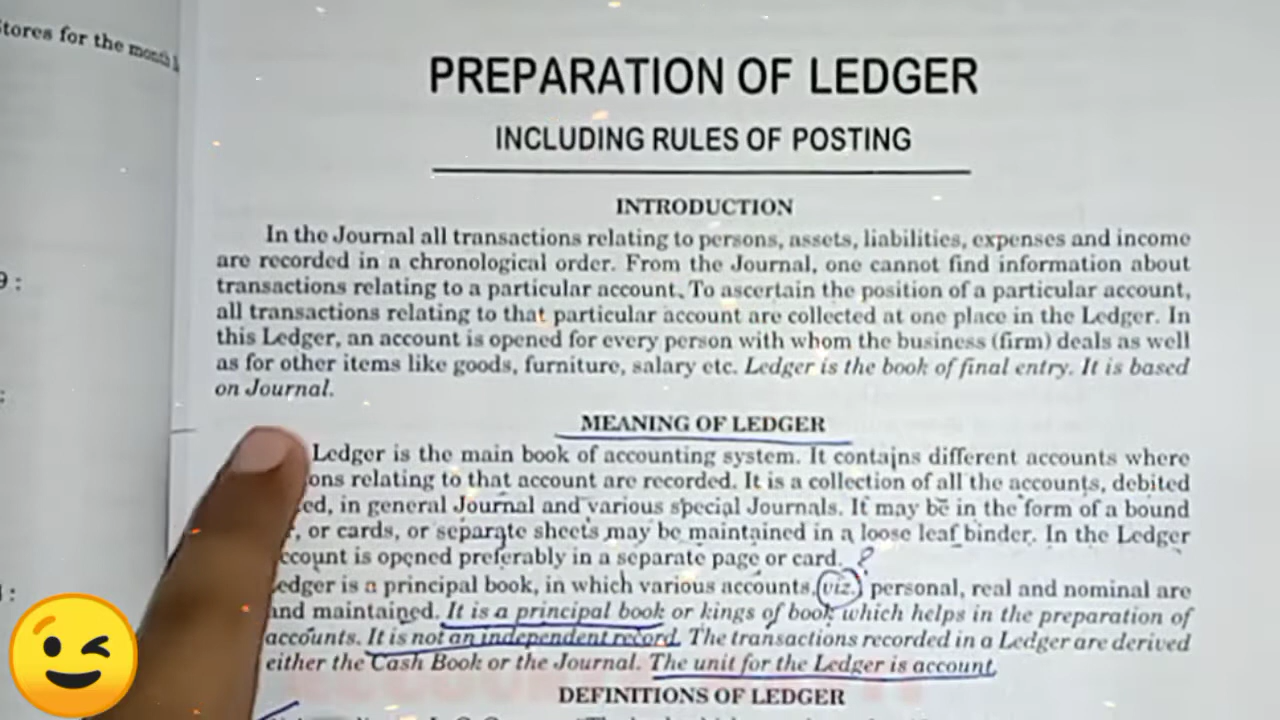 tores for the month
PREPARATION OF LEDGER
INCLUDING RULES OF POSTING
INTRODUCTION
In the Journal all transactions relating to persons, assets, liabilities, expenses and income
are recorded in a chronological order. From the Journal, one cannot find information about
transactions relating to a particular account. To ascertain the position of a particular account,
all transactions relating to that particular account are collected at one place in the Ledger. In
this Ledger, an account is opened for every person with whom the business (firm) deals as well
as for other items like goods, furniture, salary etc. Ledger is the book of final entry. It is based
on Journal.
9 :
:
:
MEANING OF LEDGER
Ledger is the main book of accounting system. It contains different accounts where
ons relating to that account are recorded. It is a collection of all the accounts, debited
ed, in general Journal and various special Journals. It may be in the form of a bound
, or cards, or separate sheets may be maintained in a loose leaf binder. In the Ledger
ccount is opened preferably in a separate page or card. ?
edger is a principal book, in which various accounts, viz., personal, real and nominal are
nd maintained. It is a principal book or kings of book which helps in the preparation of
accounts. It is not an independent record. The transactions recorded in a Ledger are derived
either the Cash Book or the Journal. The unit for the Ledger is account.
DEFINITIONS OF LEDGER